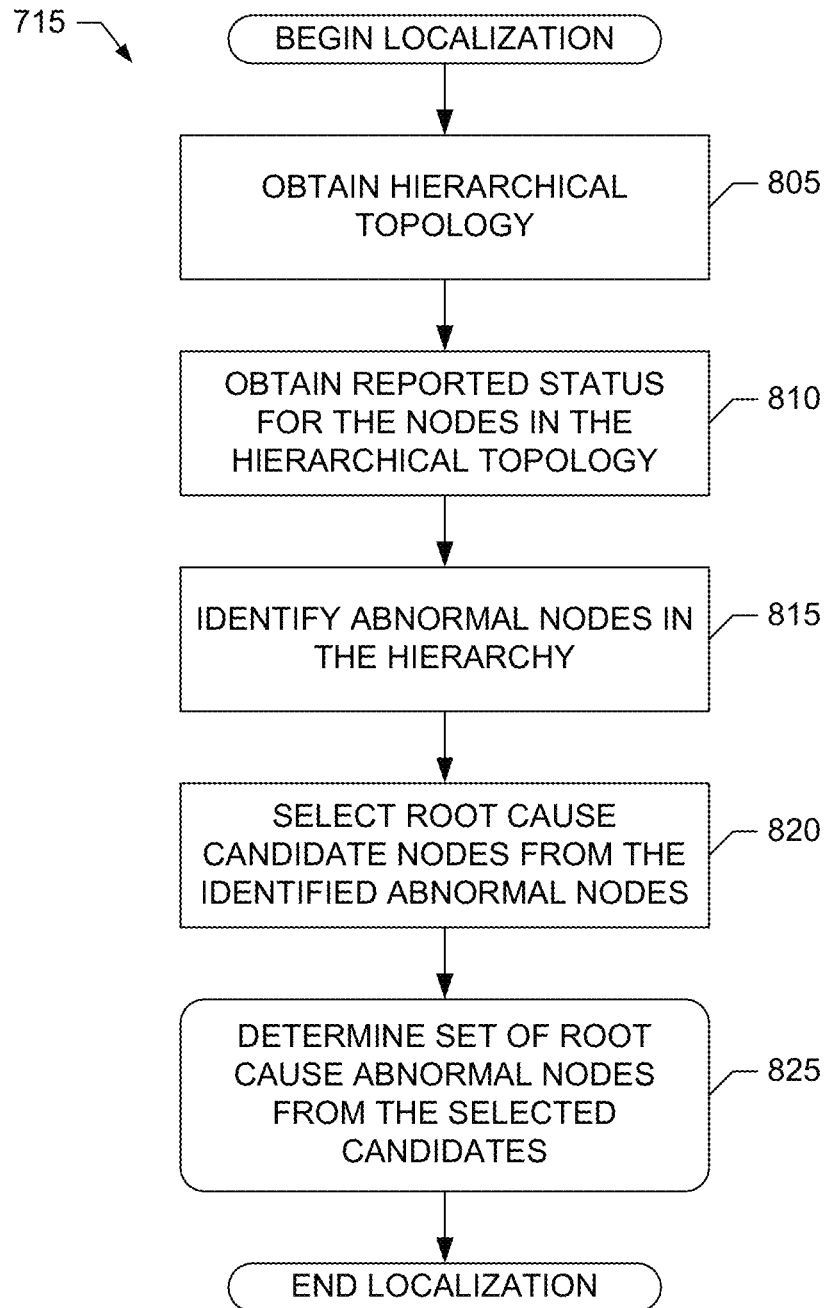 715
BEGIN LOCALIZATION
OBTAIN HIERARCHICAL
TOPOLOGY
805
OBTAIN REPORTED STATUS
FOR THE NODES IN THE
HIERARCHICAL TOPOLOGY
810
IDENTIFY ABNORMAL NODES IN
THE HIERARCHY
815
SELECT ROOT CAUSE
CANDIDATE NODES FROM THE
IDENTIFIED ABNORMAL NODES
820
DETERMINE SET OF ROOT
CAUSE ABNORMAL NODES
FROM THE SELECTED
CANDIDATES
825
END LOCALIZATION